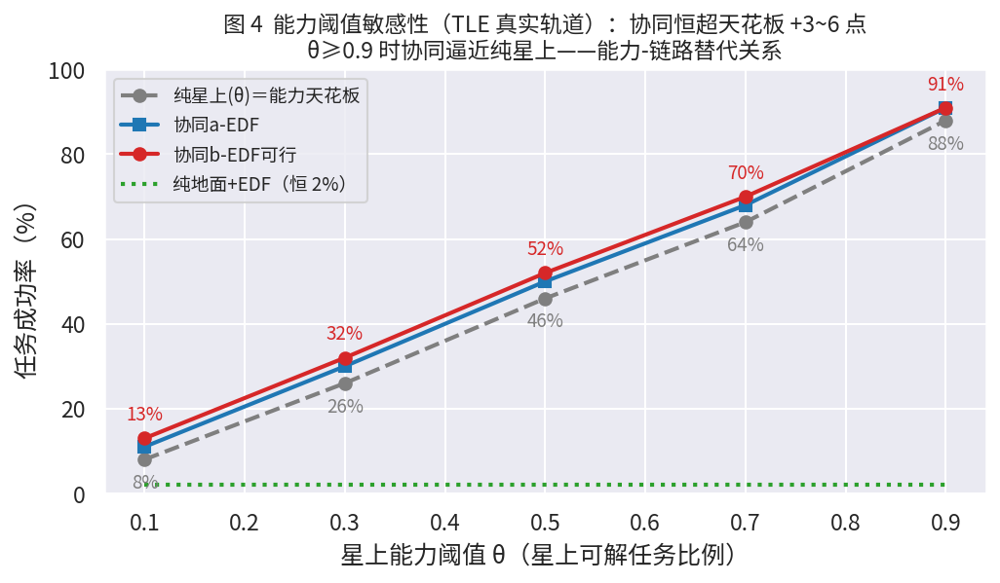 图 4  能力阈值敏感性（TLE 真实轨道）：协同恒超天花板 +3~6 点
θ≥0.9 时协同逼近纯星上——能力-链路替代关系
纯星上(θ)＝能力天花板
协同a-EDF
协同b-EDF可行
纯地面+EDF（恒 2%）
任务成功率（%）
100
80
60
40
20
0
13%
32%
52%
70%
91%
8%
26%
46%
64%
88%
0.1 0.2 0.3 0.4 0.5 0.6 0.7 0.8 0.9
星上能力阈值 θ（星上可解任务比例）